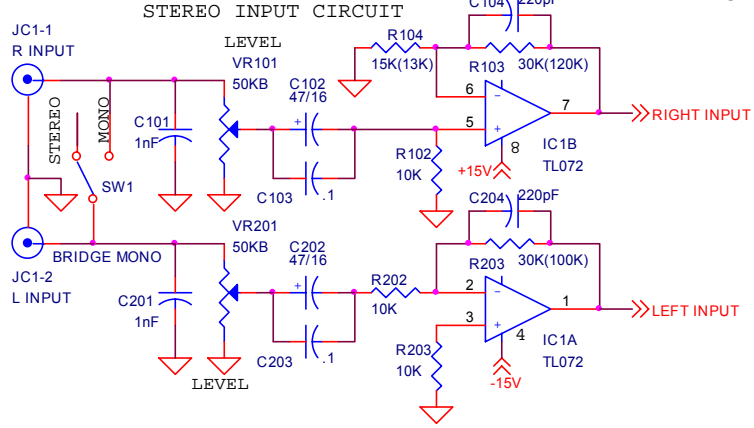 STEREO INPUT CIRCUIT
C104
220pF
JC1-1
R INPUT
R104
15K(13K)
LEVEL
VR101
50KB
R103
30K(120K)
C102
47/16
+
6
-
7
RIGHT INPUT
STEREO
MONO
C101
1nF
5
+
8
IC1B
TL072
R102
10K
+15V
SW1
C103
.1
C204
220pF
VR201
50KB
BRIDGE MONO
JC1-2
L INPUT
C202
47/16
+
R203
30K(100K)
R202
10K
2
-
1
LEFT INPUT
C201
1nF
3
+
4
IC1A
TL072
C203
.1
R203
10K
-15V
LEVEL